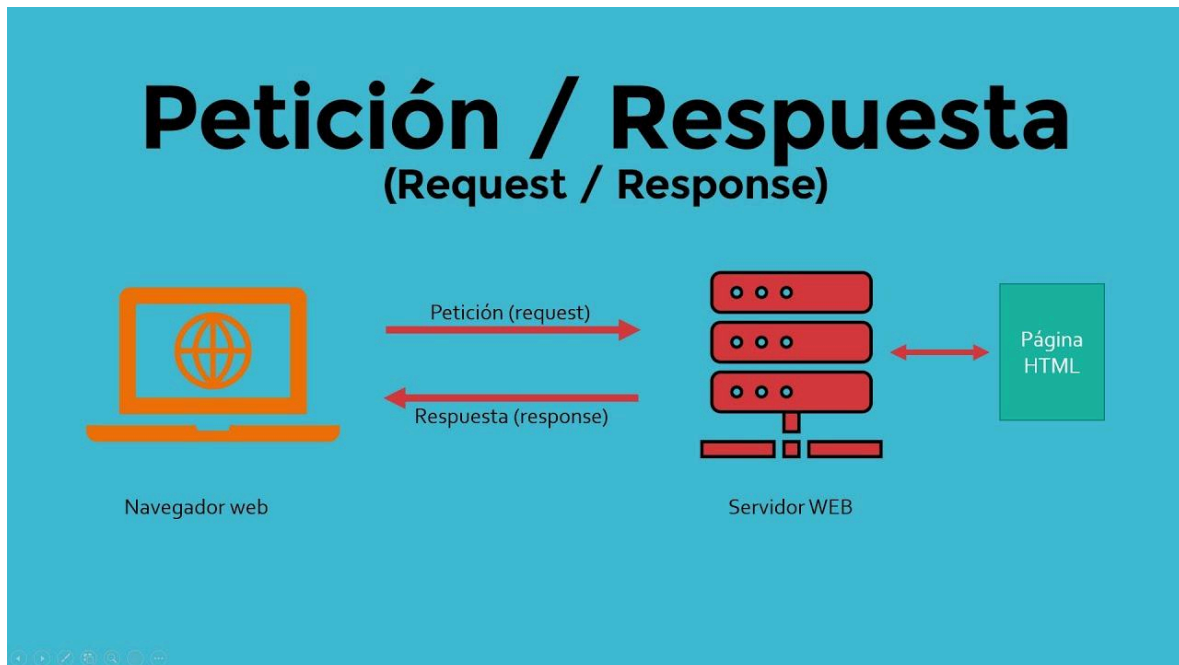 Petición / Respuesta
(Request / Response)
Petición (request)
Respuesta (response)
Página
HTML
Navegador web
Servidor WEB